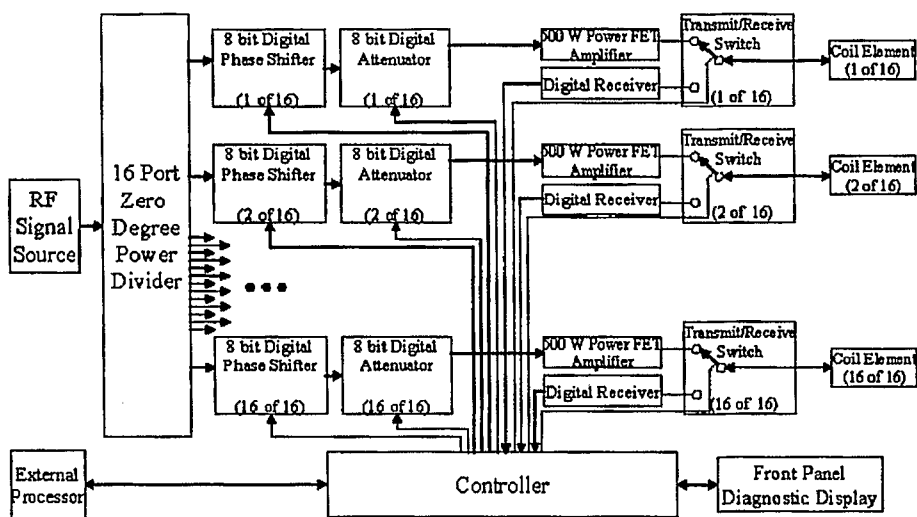 8 bit Digital
Phase Shifter
(1 of 16)
8 bit Digital
Attenuator
(1 of 16)
500 W Power FET
Amplifier
Digital Receiver
Transmit/Receive
Switch
(1 of 16)
Coil Element
(1 of 16)
8 bit Digital
Phase Shifter
(2 of 16)
8 bit Digital
Attenuator
(2 of 16)
500 W Power FET
Amplifier
Digital Receiver
Transmit/Receive
Switch
(2 of 16)
Coil Element
(2 of 16)
RF
Signal
Source
16 Port
Zero
Degree
Power
Divider
8 bit Digital
Phase Shifter
(16 of 16)
8 bit Digital
Attenuator
(16 of 16)
500 W Power FET
Amplifier
Digital Receiver
Transmit/Receive
Switch
(16 of 16)
Coil Element
(16 of 16)
External
Processor
Controller
Front Panel
Diagnostic Display